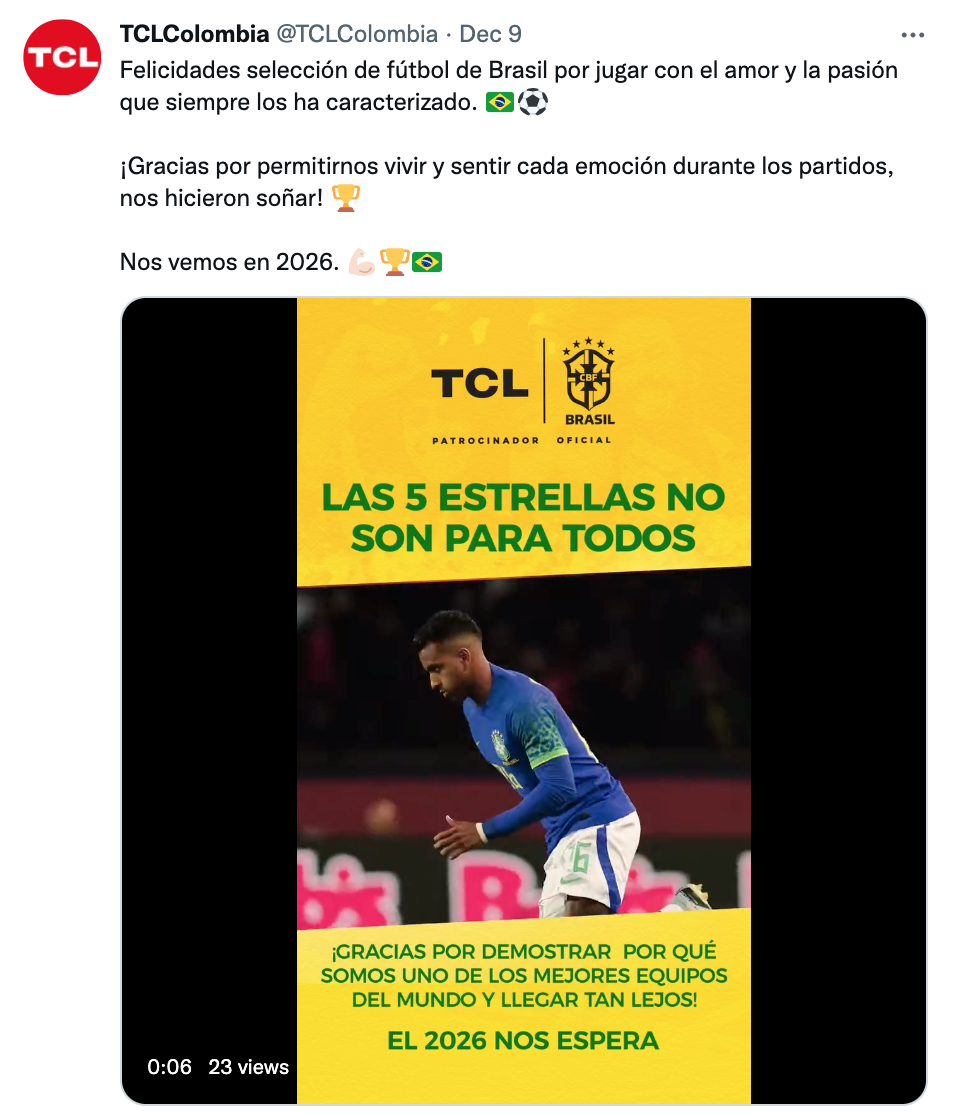 TCL
TCLColombia @TCLColombia · Dec 9
Felicidades selección de fútbol de Brasil por jugar con el amor y la pasión
que siempre los ha caracterizado. 🇧🇷⚽
¡Gracias por permitirnos vivir y sentir cada emoción durante los partidos,
nos hicieron soñar! 🏆
Nos vemos en 2026. 💪🏻🏆🇧🇷
TCL
CBF
BRASIL
PATROCINADOR OFICIAL
LAS 5 ESTRELLAS NO
SON PARA TODOS
16
¡GRACIAS POR DEMOSTRAR POR QUÉ
SOMOS UNO DE LOS MEJORES EQUIPOS
DEL MUNDO Y LLEGAR TAN LEJOS!
EL 2026 NOS ESPERA
0:06 23 views